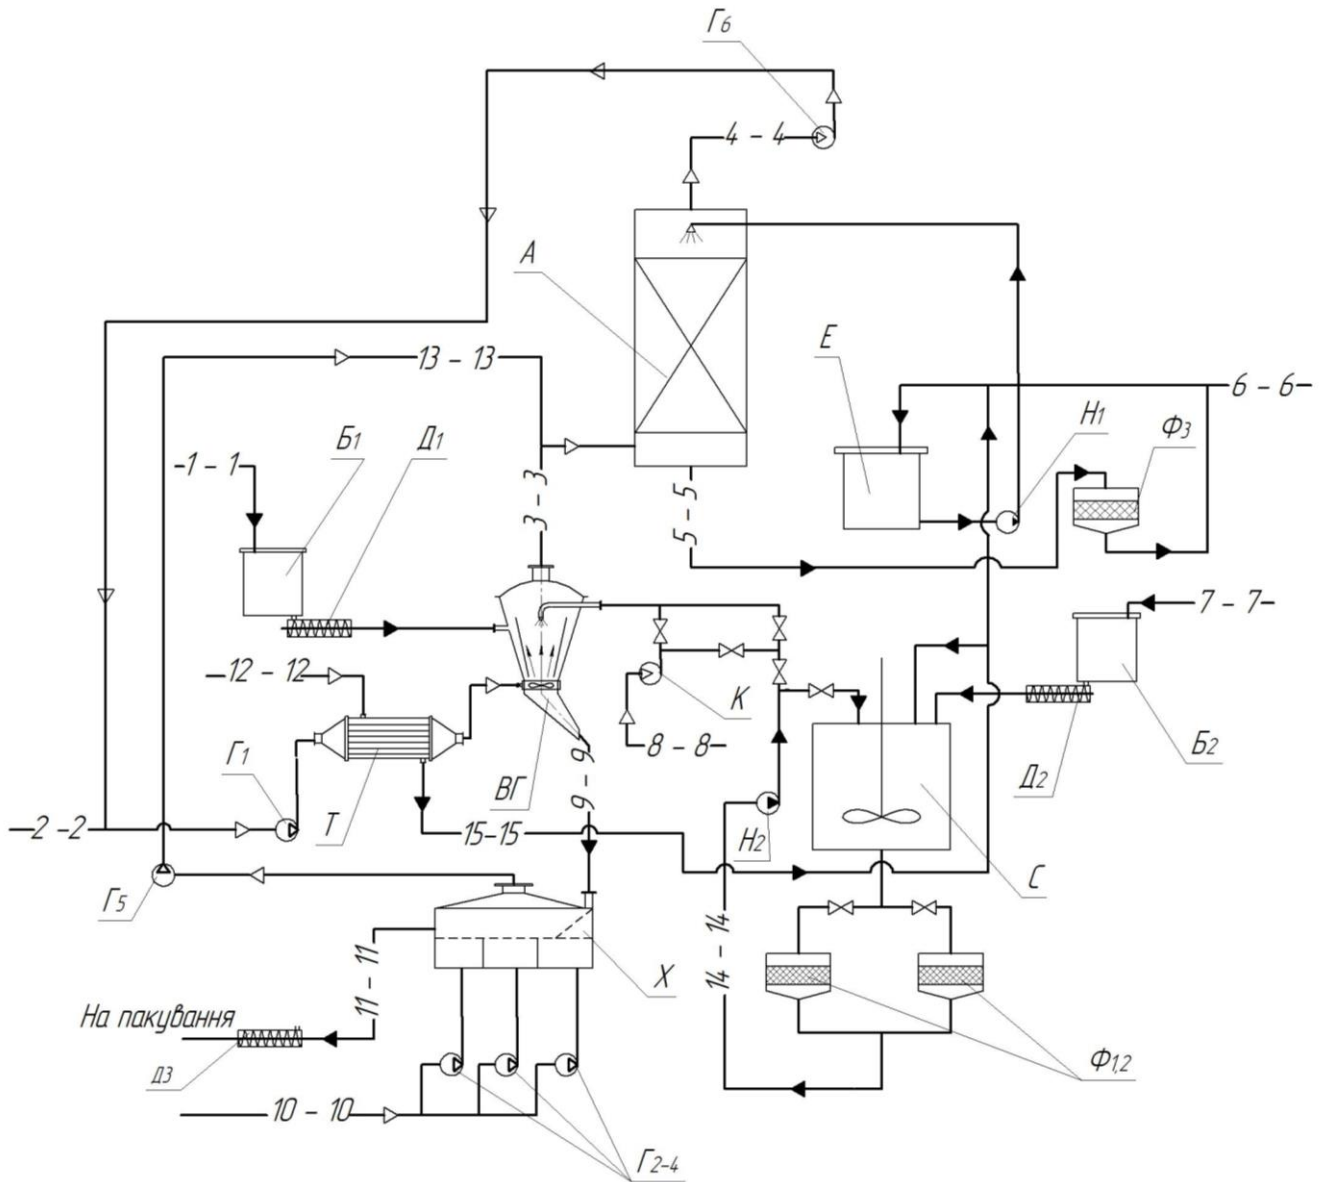 Г6
4 - 4
А
Е
13 - 13
6 - 6
Н1
Ф3
Б1
Д1
1 - 1
3 - 3
5 - 5
7 - 7
12 - 12
К
8 - 8
Б2
Г1
ВГ
9 - 9
Д2
Т
2 - 2
15-15
Н2
С
Г5
14 - 14
Х
11 - 11
На пакування
Д3
Ф1,2
10 - 10
Г2-4